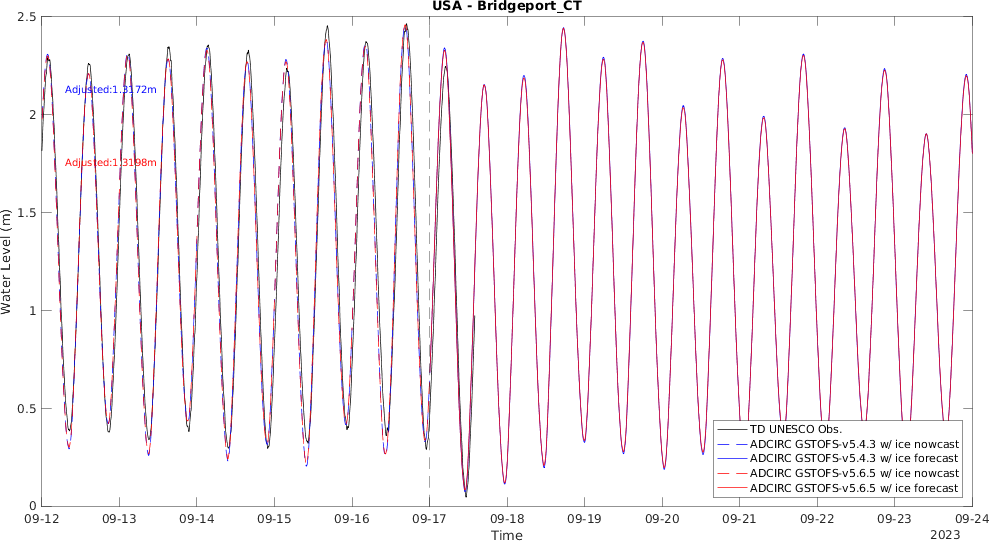 USA - Bridgeport_CT
2.5
2
1.5
1
0.5
0
Water Level (m)
Adjusted:1.3172m
Adjusted:1.3198m
TD UNESCO Obs.
ADCIRC GSTOFS-v5.4.3 w/ ice nowcast
ADCIRC GSTOFS-v5.4.3 w/ ice forecast
ADCIRC GSTOFS-v5.6.5 w/ ice nowcast
ADCIRC GSTOFS-v5.6.5 w/ ice forecast
09-12 09-13 09-14 09-15 09-16 09-17 09-18 09-19 09-20 09-21 09-22 09-23 09-24
Time
2023